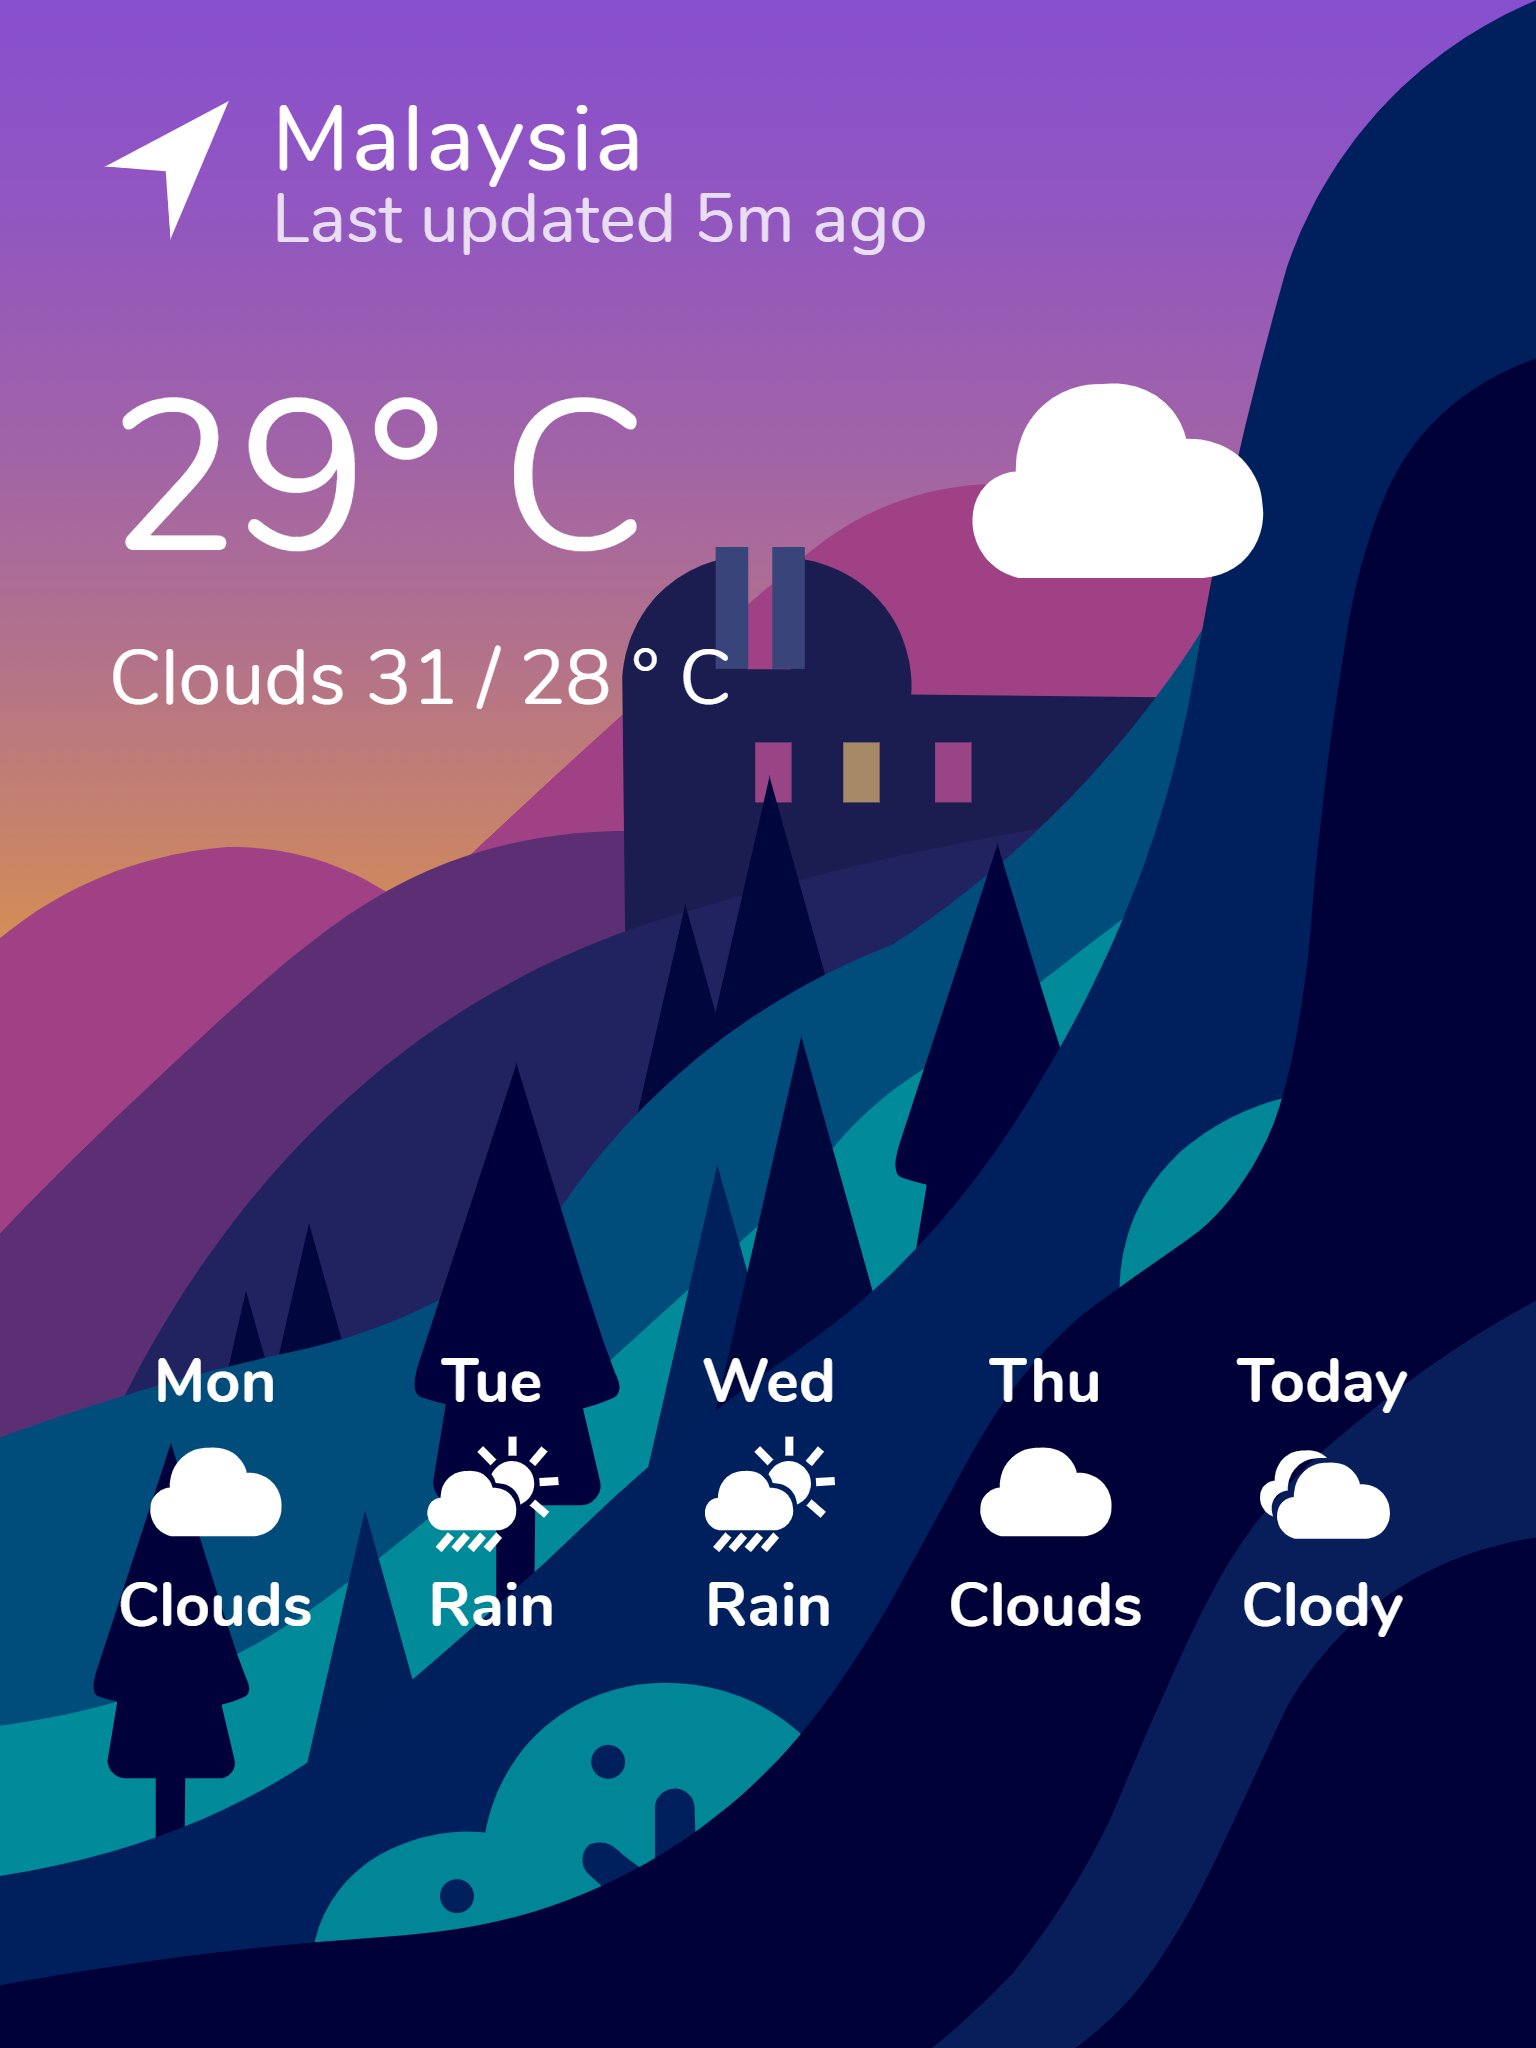 Malaysia
Last updated 5m ago
29° C
Clouds 31 / 28 ° C
Mon Tue Wed Thu Today
Clouds Rain Rain Clouds Clody